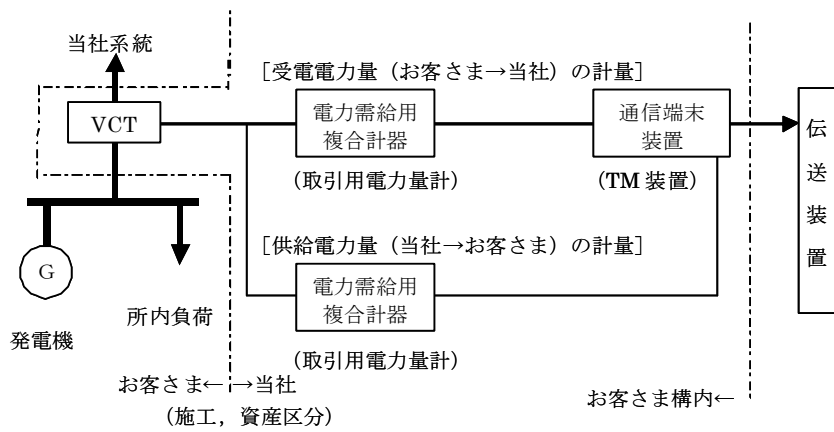 当社系統
［受電電力量（お客さま→当社）の計量］
VCT
電力需給用
複合計器
通信端末
装置
伝送装置
（取引用電力量計）
（TM 装置）
［供給電力量（当社→お客さま）の計量］
G
電力需給用
複合計器
所内負荷
発電機
（取引用電力量計）
お客さま←→当社
（施工，資産区分）
お客さま構内←